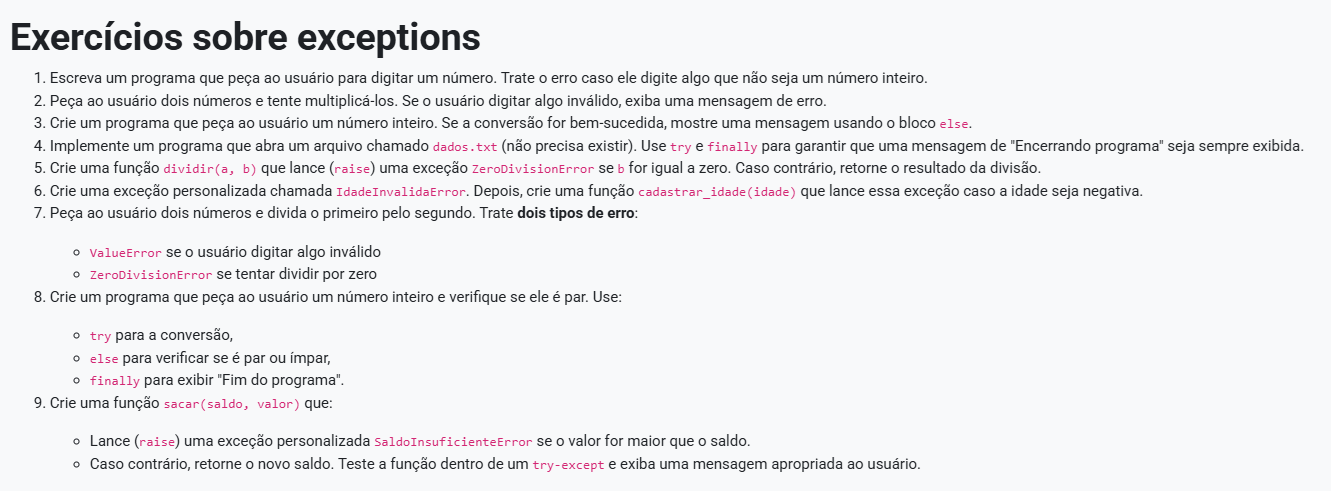 Exercícios sobre exceptions
1. Escreva um programa que peça ao usuário para digitar um número. Trate o erro caso ele digite algo que não seja um número inteiro.
2. Peça ao usuário dois números e tente multiplicá-los. Se o usuário digitar algo inválido, exiba uma mensagem de erro.
3. Crie um programa que peça ao usuário um número inteiro. Se a conversão for bem-sucedida, mostre uma mensagem usando o bloco else.
4. Implemente um programa que abra um arquivo chamado dados.txt (não precisa existir). Use try e finally para garantir que uma mensagem de "Encerrando programa" seja sempre exibida.
5. Crie uma função dividir(a, b) que lance (raise) uma exceção ZeroDivisionError se b for igual a zero. Caso contrário, retorne o resultado da divisão.
6. Crie uma exceção personalizada chamada IdadeInvalidaError. Depois, crie uma função cadastrar_idade(idade) que lance essa exceção caso a idade seja negativa.
7. Peça ao usuário dois números e divida o primeiro pelo segundo. Trate dois tipos de erro:
◦ ValueError se o usuário digitar algo inválido
◦ ZeroDivisionError se tentar dividir por zero
8. Crie um programa que peça ao usuário um número inteiro e verifique se ele é par. Use:
◦ try para a conversão,
◦ else para verificar se é par ou ímpar,
◦ finally para exibir "Fim do programa".
9. Crie uma função sacar(saldo, valor) que:
◦ Lance (raise) uma exceção personalizada SaldoInsuficienteError se o valor for maior que o saldo.
◦ Caso contrário, retorne o novo saldo. Teste a função dentro de um try-except e exiba uma mensagem apropriada ao usuário.